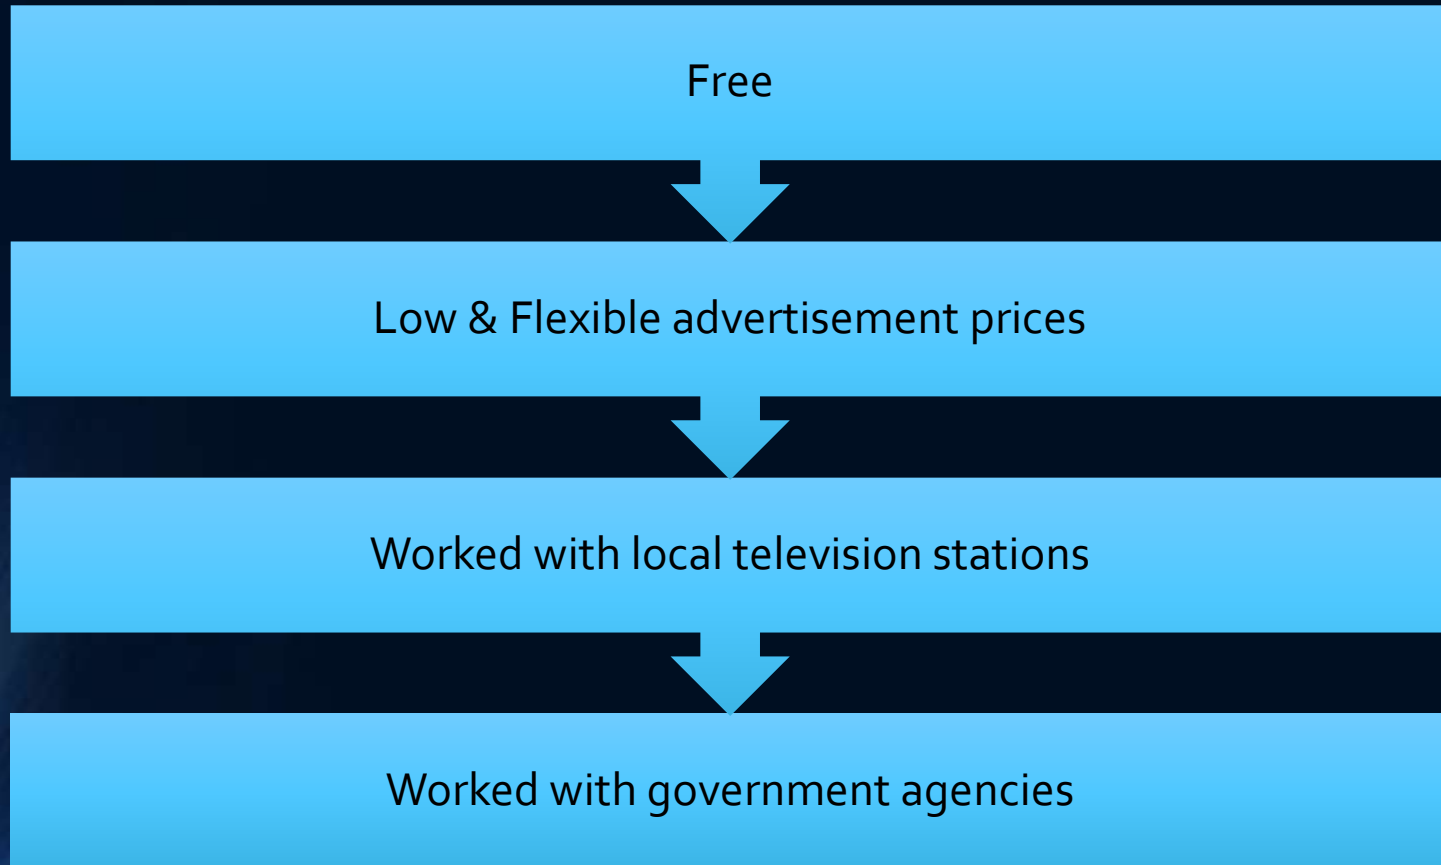 Free
Low & Flexible advertisement prices
Worked with local television stations
Worked with government agencies